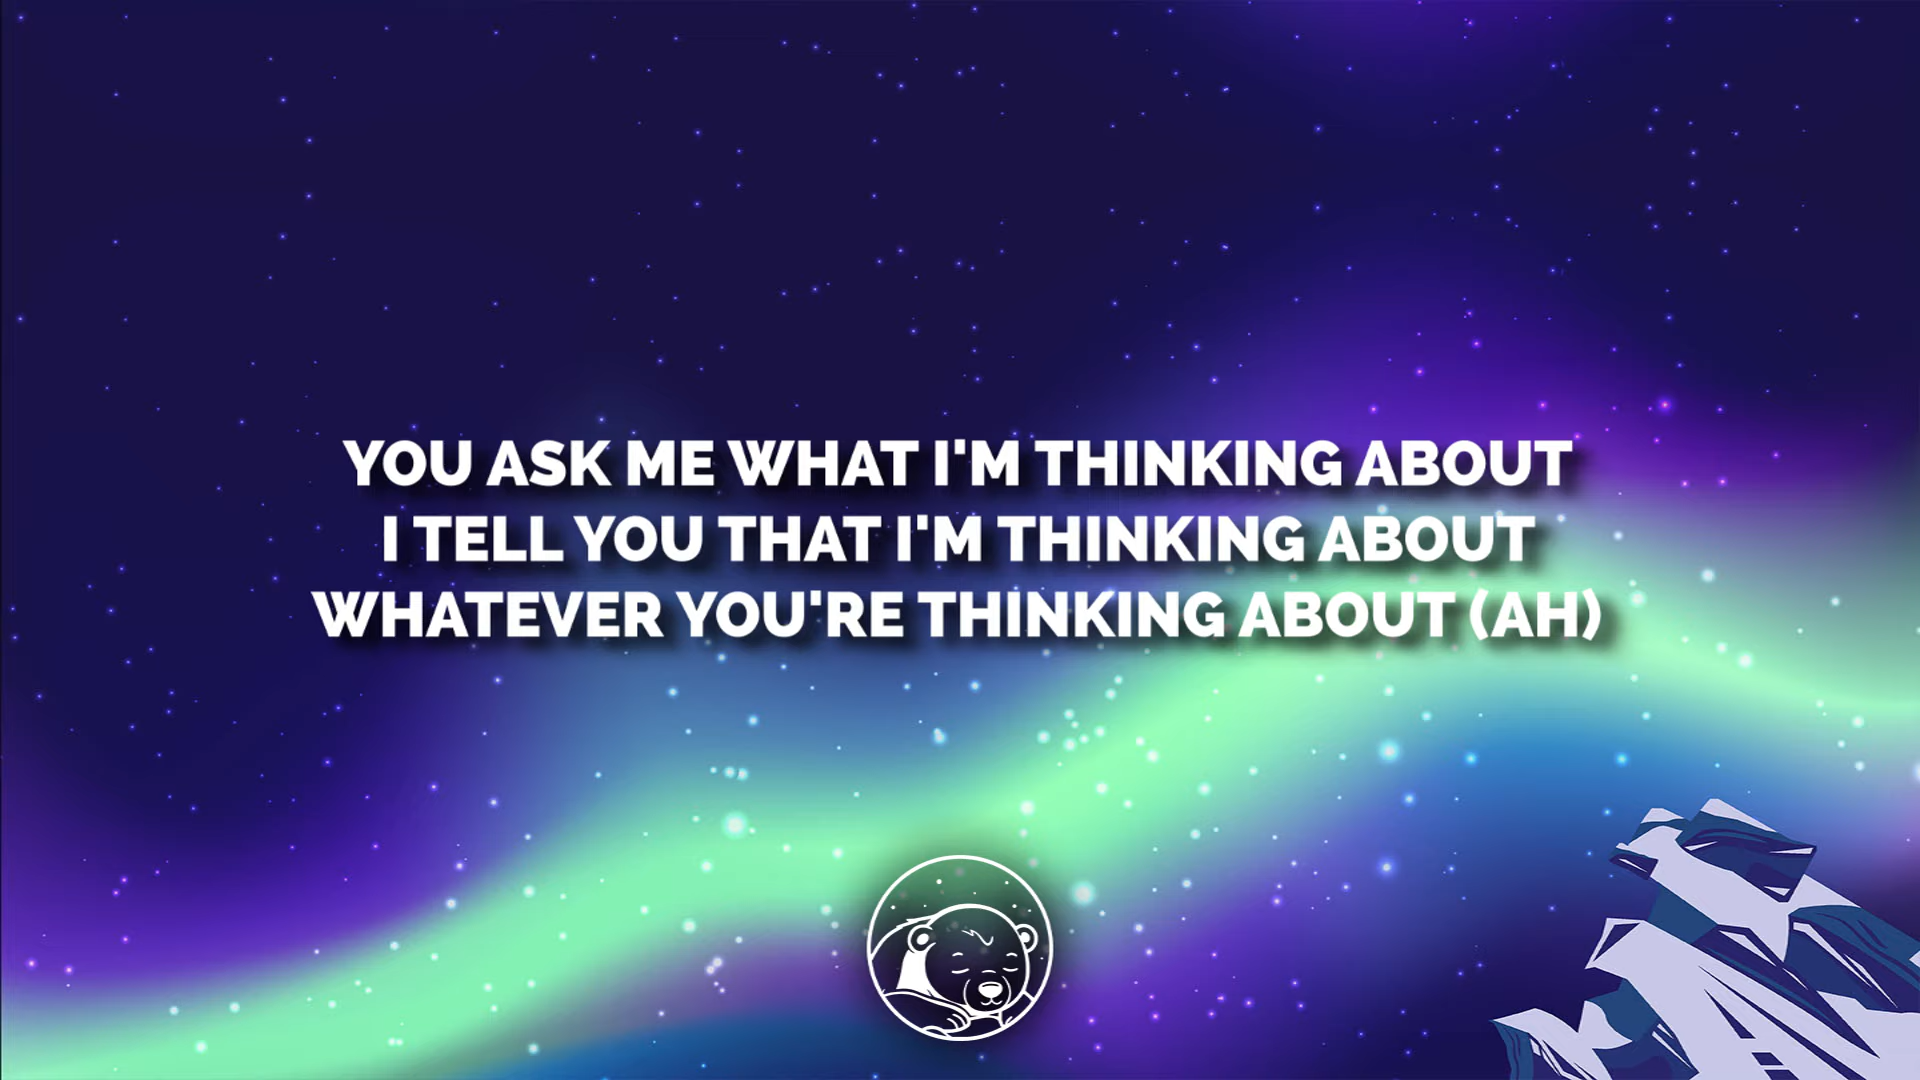 YOU ASK ME WHAT I'M THINKING ABOUT
I TELL YOU THAT I'M THINKING ABOUT
WHATEVER YOU'RE THINKING ABOUT (AH)